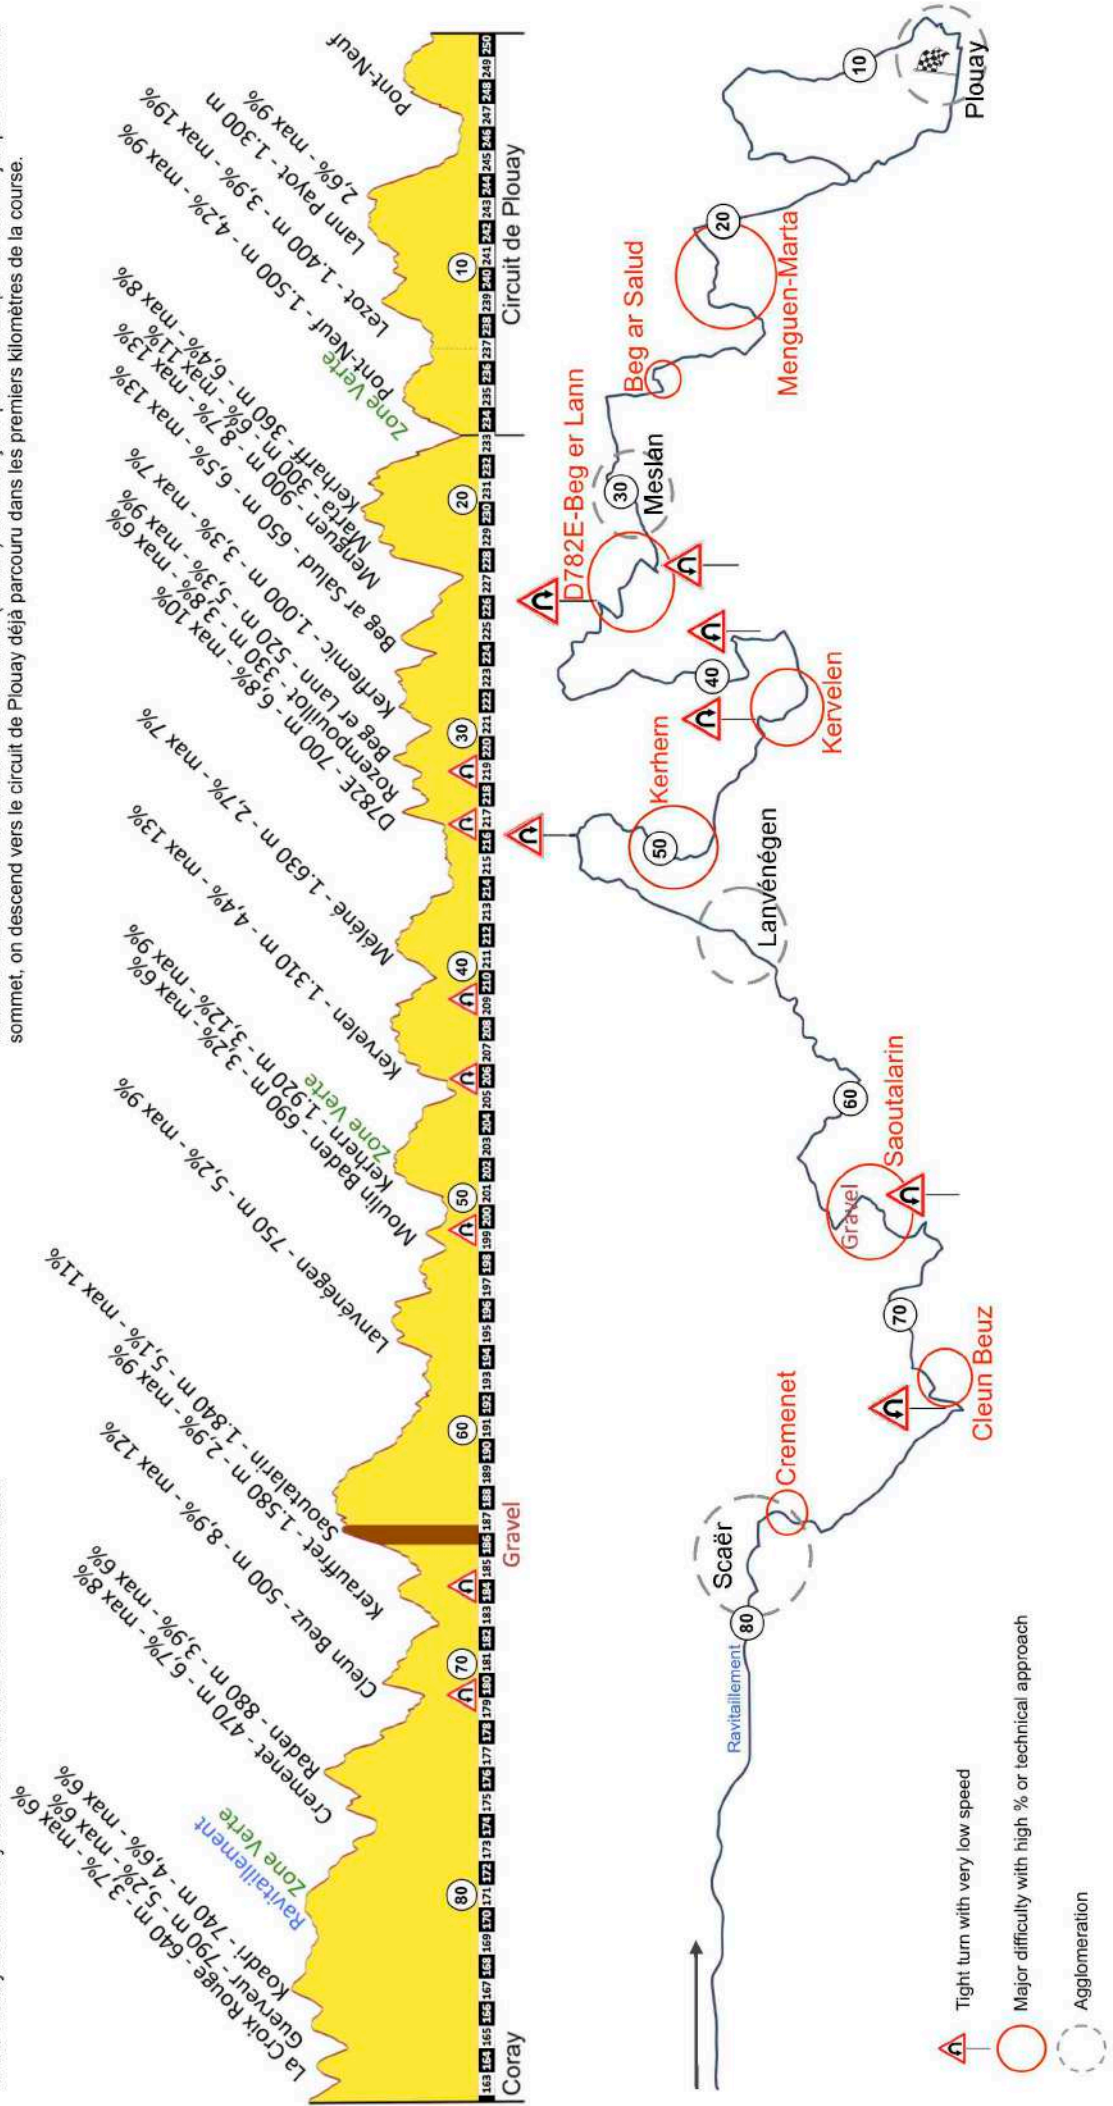 sommet, on descend vers le circuit de Plouay déjà parcouru dans les premiers kilomètres de la course.
La Croix Rouge - 640 m - 3,7% - max 6%
Guerveur - 790 m - 5,2% - max 6%
Koadri - 740 m - 4,6% - max 6%
Ravitaillement
Zone Verte
Cremenet - 470 m - 6,7% - max 8%
Raden - 880 m - 3,9% - max 6%
Cleun Beuz - 500 m - 8,9% - max 12%
Kerauffret - 1.580 m - 2,9% - max 9%
Saoutalarin - 1.840 m - 5,1% - max 11%
Lanvénégen - 750 m - 5,2% - max 9%
Moulin Baden - 690 m - 3,2% - max 6%
Kerhern - 1.920 m - 3,12% - max 9%
Zone Verte
Kervelen - 1.310 m - 4,4% - max 13%
Méléné - 1.630 m - 2,7% - max 7%
D782E - 700 m - 6,8% - max 10%
Rozempouillot - 330 m - 3,8% - max 6%
Beg er Lann - 520 m - 5,3% - max 9%
Kerflemic - 1.000 m - 3,3% - max 7%
Beg ar Salud - 650 m - 6,5% - max 13%
Menguen - 900 m - 8,7% - max 13%
Marta - 300 m - 6% - max 11%
Kerharff - 360 m - 6,4% - max 8%
Zone Verte
Pont-Neuf - 1.500 m - 4,2% - max 9%
Lezot - 1.400 m - 3,9% - max 19%
Lann Payot - 1.300 m
2,6% - max 9%
Pont-Neuf
80 70 60 50 40 30 20 10
163 164 165 166 167 168 169 170 171 172 173 174 175 176 177 178 179 180 181 182 183 184 185 186 187 188 189 190 191 192 193 194 195 196 197 198 199 200 201 202 203 204 205 206 207 208 209 210 211 212 213 214 215 216 217 218 219 220 221 222 223 224 225 226 227 228 229 230 231 232 233 234 235 236 237 238 239 240 241 242 243 244 245 246 247 248 249 250
Coray
Gravel
Circuit de Plouay
Ravitaillement
80
Scaër
Cremenet
Cleun Beuz
70
Gravel
Saoutalarin
60
Lanvénégen
50
Kerhern
Kervelen
40
D782E-Beg er Lann
30
Meslan
Beg ar Salud
Menguen-Marta
20
10
Plouay
Tight turn with very low speed
Major difficulty with high % or technical approach
Agglomeration